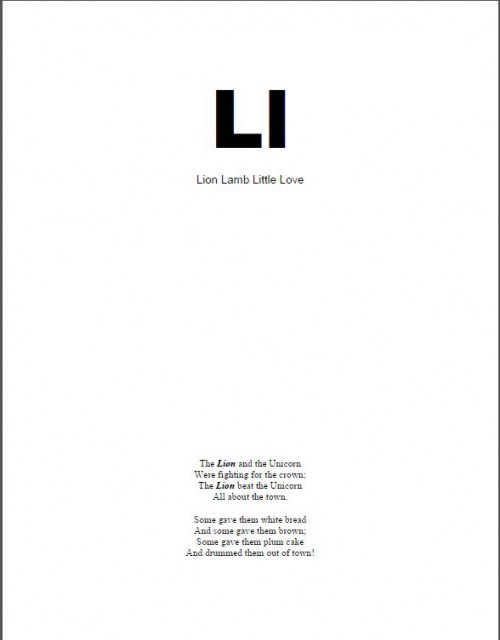 Ll
Lion Lamb Little Love
The Lion and the Unicorn
Were fighting for the crown;
The Lion beat the Unicorn
All about the town.
Some gave them white bread
And some gave them brown;
Some gave them plum cake
And drummed them out of town!